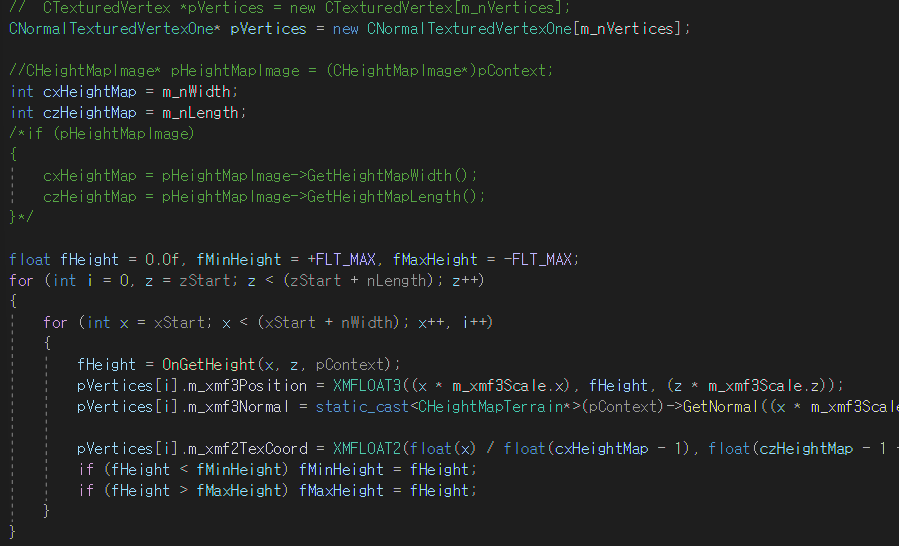 //  CTexturedVertex *pVertices = new CTexturedVertex[m_nVertices];
CNormalTexturedVertexOne* pVertices = new CNormalTexturedVertexOne[m_nVertices];
//CHeightMapImage* pHeightMapImage = (CHeightMapImage*)pContext;
int cxHeightMap = m_nWidth;
int czHeightMap = m_nLength;
/*if (pHeightMapImage)
{
    cxHeightMap = pHeightMapImage->GetHeightMapWidth();
    czHeightMap = pHeightMapImage->GetHeightMapLength();
}*/
float fHeight = 0.0f, fMinHeight = +FLT_MAX, fMaxHeight = -FLT_MAX;
for (int i = 0, z = zStart; z < (zStart + nLength); z++)
{
    for (int x = xStart; x < (xStart + nWidth); x++, i++)
    {
        fHeight = OnGetHeight(x, z, pContext);
        pVertices[i].m_xmf3Position = XMFLOAT3((x * m_xmf3Scale.x), fHeight, (z * m_xmf3Scale.z));
        pVertices[i].m_xmf3Normal = static_cast<CHeightMapTerrain*>(pContext)->GetNormal((x * m_xmf3Scale
        pVertices[i].m_xmf2TexCoord = XMFLOAT2(float(x) / float(cxHeightMap - 1), float(czHeightMap - 1 -
        if (fHeight < fMinHeight) fMinHeight = fHeight;
        if (fHeight > fMaxHeight) fMaxHeight = fHeight;
    }
}